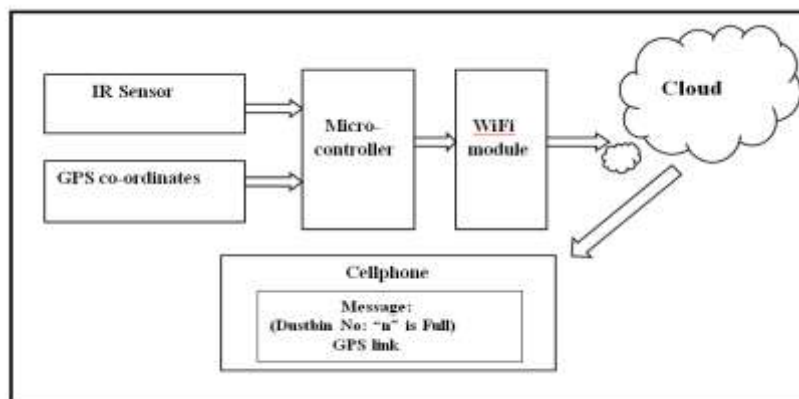 IR Sensor
GPS co-ordinates
Micro-
controller
WiFi
module
Cloud
Cellphone
Message:
(Dustbin No: “n” is Full)
GPS link